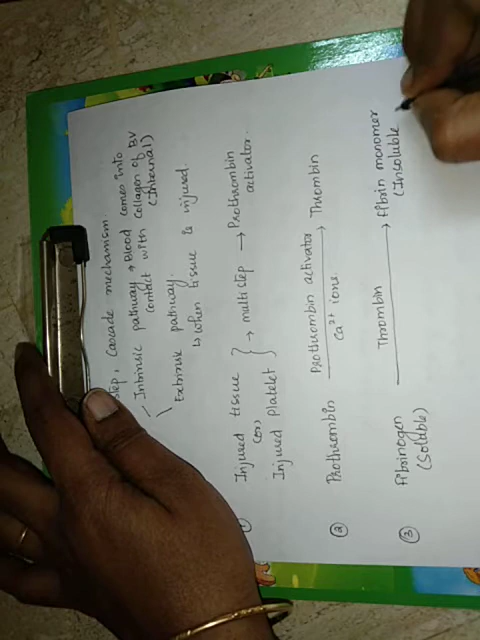 step, Cascade mechanism.
Intrinsic pathway → Blood comes into
contact with collagen of BV
(Internal)
Extrinsic pathway.
↳ when tissue is injured.
① Injured tissue
(or)
Injured platelet } → multi step → Prothrombin
activator.
② Prothrombin Prothrombin activator → Thrombin
Ca²⁺ ions.
③ Fibrinogen Thrombin → Fibrin monomer
(Soluble) (Insoluble